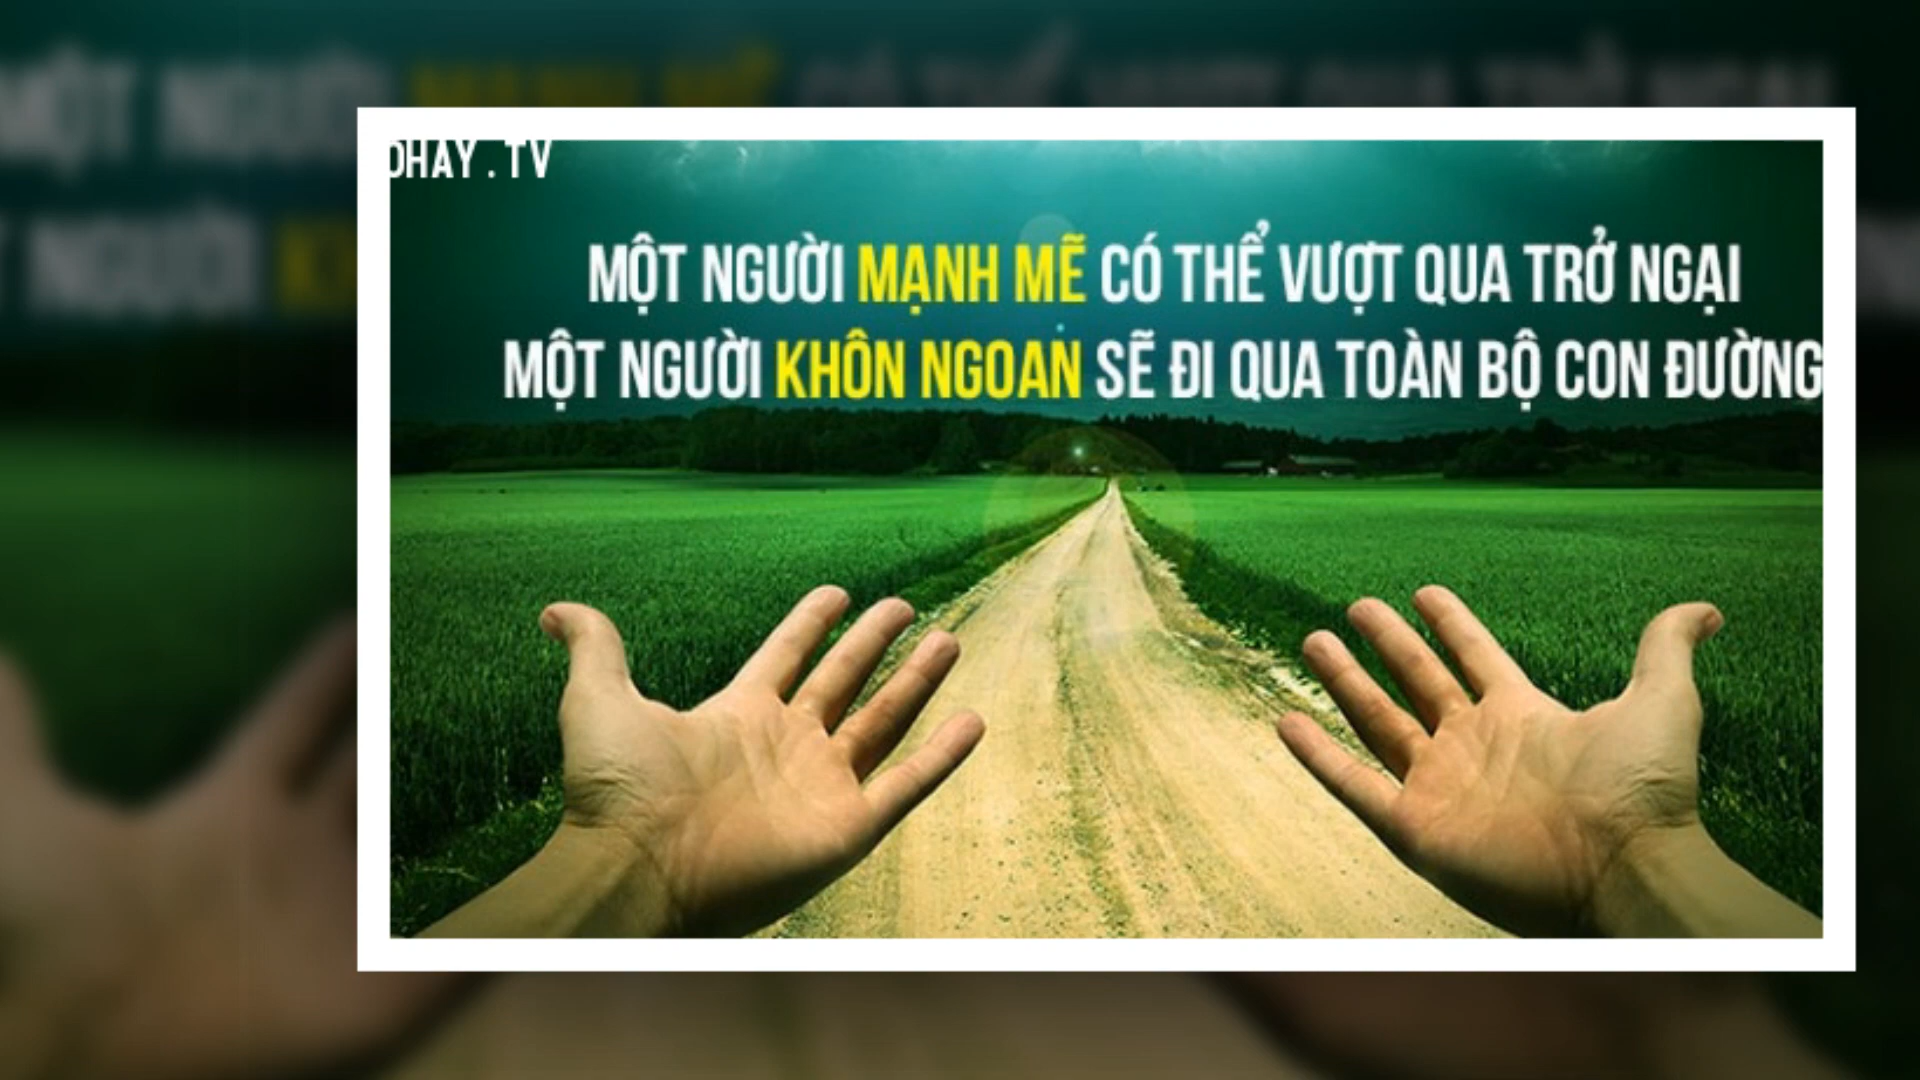 OHAY.TV
MỘT NGƯỜI MẠNH MẼ CÓ THỂ VƯỢT QUA TRỞ NGẠI
MỘT NGƯỜI KHÔN NGOAN SẼ ĐI QUA TOÀN BỘ CON ĐƯỜNG